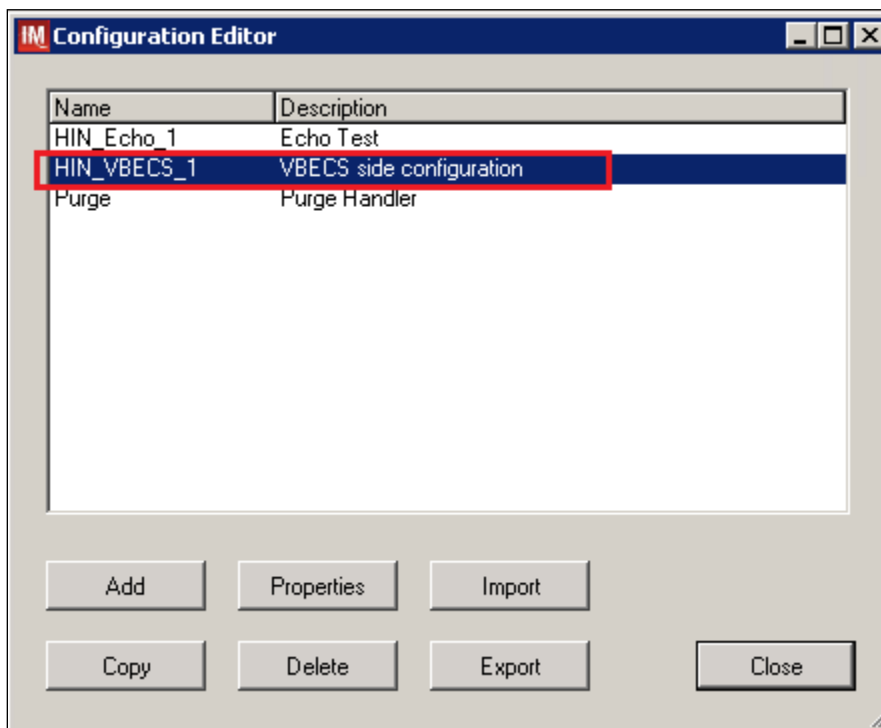 IM Configuration Editor
Name Description
HIN_Echo_1 Echo Test
HIN_VBECS_1 VBECS side configuration
Purge Purge Handler
Add Properties Import
Copy Delete Export Close